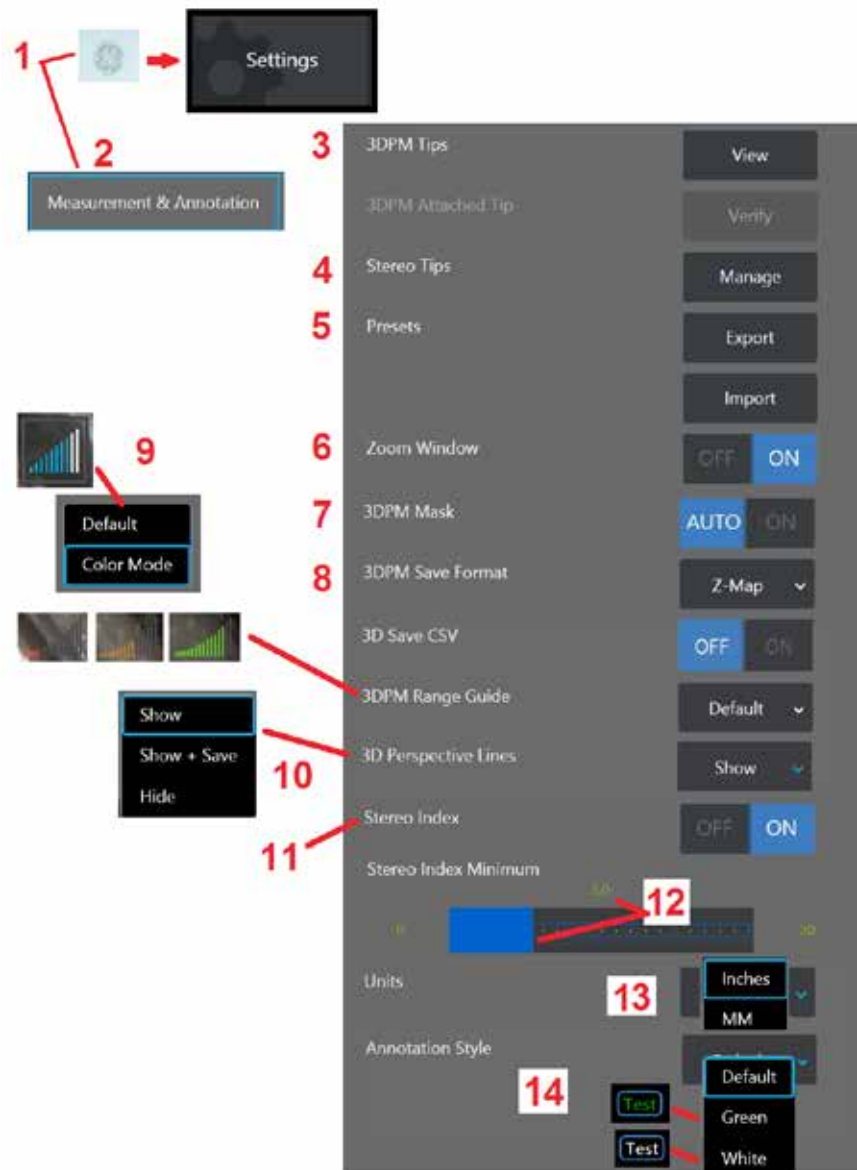 1
Settings
2
Measurement & Annotation
3
3DPM Tips
View
3DPM Attached Tip
Verify
4
Stereo Tips
Manage
5
Presets
Export
Import
9
Default
Color Mode
6
Zoom Window
OFF
ON
7
3DPM Mask
AUTO
ON
8
3DPM Save Format
Z-Map
3D Save CSV
OFF
ON
3DPM Range Guide
Default
Show
Show + Save
Hide
10
3D Perspective Lines
Show
11
Stereo Index
OFF
ON
Stereo Index Minimum
12
Units
13
Inches
MM
Annotation Style
14
Default
Test
Green
Test
White